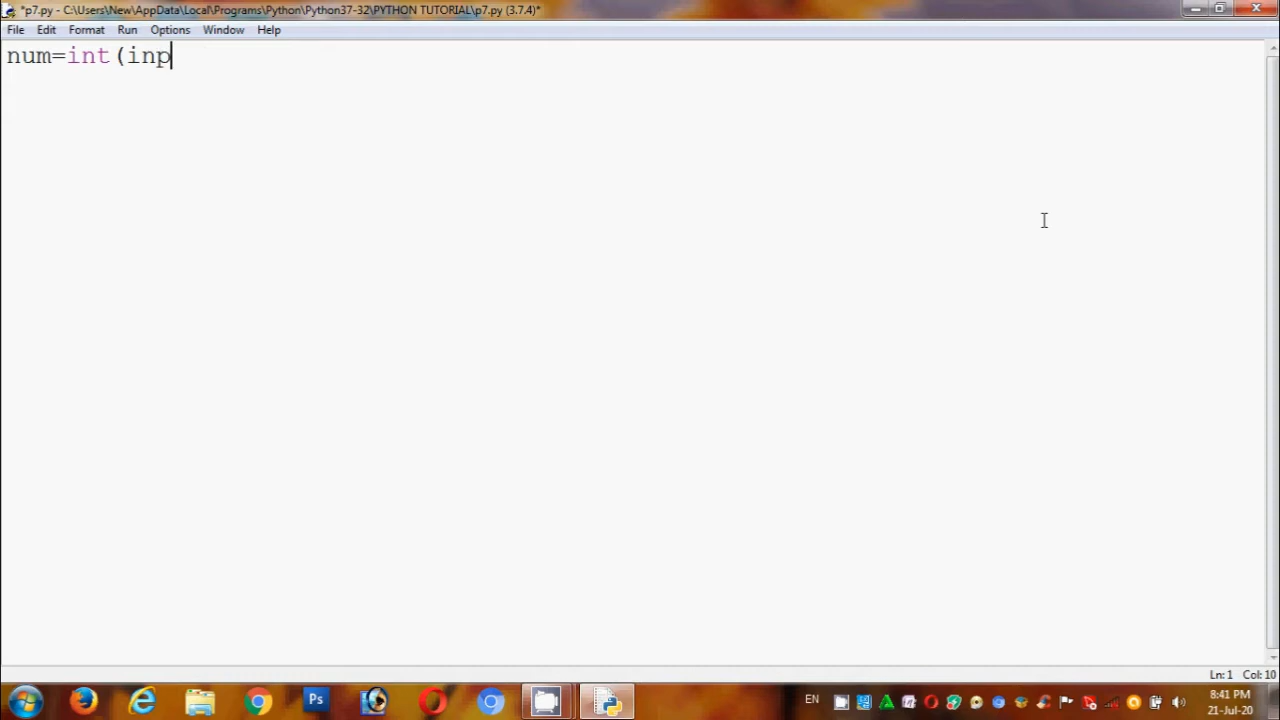 *p7.py - C:\Users\New\AppData\Local\Programs\Python\Python37-32\PYTHON TUTORIAL\p7.py (3.7.4)*
File Edit Format Run Options Window Help
num=int(inp
Ln: 1 Col: 10
Ps
EN
8:41 PM
21-Jul-20